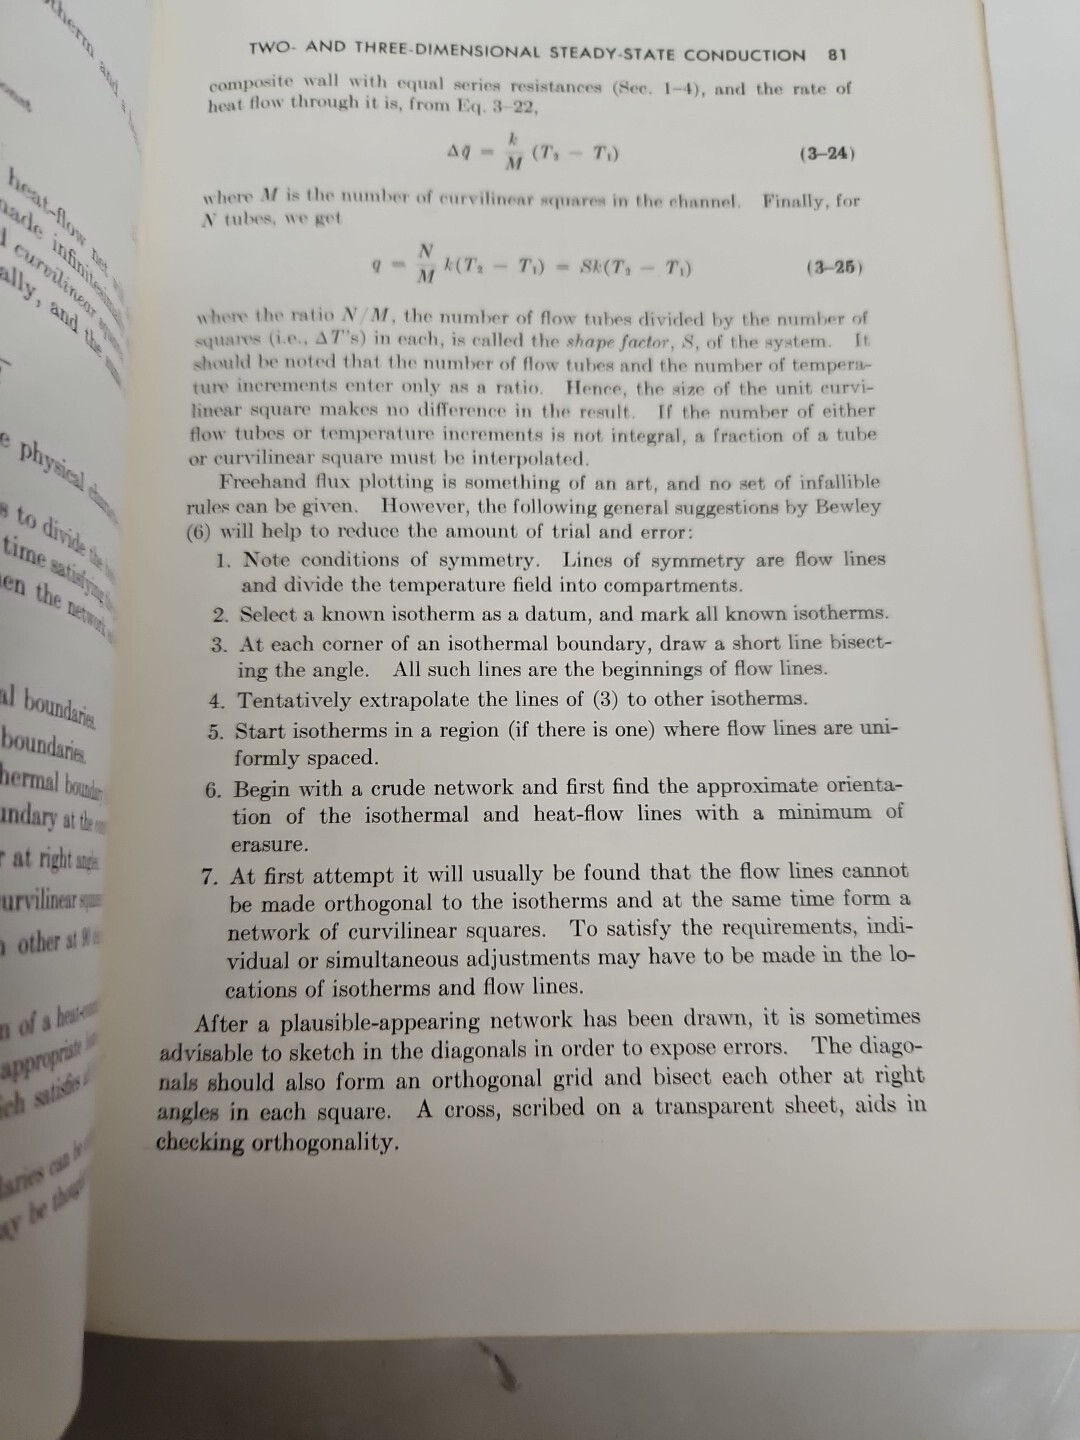 TWO- AND THREE-DIMENSIONAL STEADY-STATE CONDUCTION 81
composite wall with equal series resistances (Sec. 1–4), and the rate of
heat flow through it is, from Eq. 3–22,
Δq = k/M (T₂ − T₁) (3–24)
where M is the number of curvilinear squares in the channel. Finally, for
N tubes, we get
q = N/M k(T₂ − T₁) = Sk(T₂ − T₁) (3–25)
where the ratio N/M, the number of flow tubes divided by the number of
squares (i.e., ΔT's) in each, is called the shape factor, S, of the system. It
should be noted that the number of flow tubes and the number of tempera-
ture increments enter only as a ratio. Hence, the size of the unit curvi-
linear square makes no difference in the result. If the number of either
flow tubes or temperature increments is not integral, a fraction of a tube
or curvilinear square must be interpolated.
Freehand flux plotting is something of an art, and no set of infallible
rules can be given. However, the following general suggestions by Bewley
(6) will help to reduce the amount of trial and error:
1. Note conditions of symmetry. Lines of symmetry are flow lines
and divide the temperature field into compartments.
2. Select a known isotherm as a datum, and mark all known isotherms.
3. At each corner of an isothermal boundary, draw a short line bisect-
ing the angle. All such lines are the beginnings of flow lines.
4. Tentatively extrapolate the lines of (3) to other isotherms.
5. Start isotherms in a region (if there is one) where flow lines are uni-
formly spaced.
6. Begin with a crude network and first find the approximate orienta-
tion of the isothermal and heat-flow lines with a minimum of
erasure.
7. At first attempt it will usually be found that the flow lines cannot
be made orthogonal to the isotherms and at the same time form a
network of curvilinear squares. To satisfy the requirements, indi-
vidual or simultaneous adjustments may have to be made in the lo-
cations of isotherms and flow lines.
After a plausible-appearing network has been drawn, it is sometimes
advisable to sketch in the diagonals in order to expose errors. The diago-
nals should also form an orthogonal grid and bisect each other at right
angles in each square. A cross, scribed on a transparent sheet, aids in
checking orthogonality.